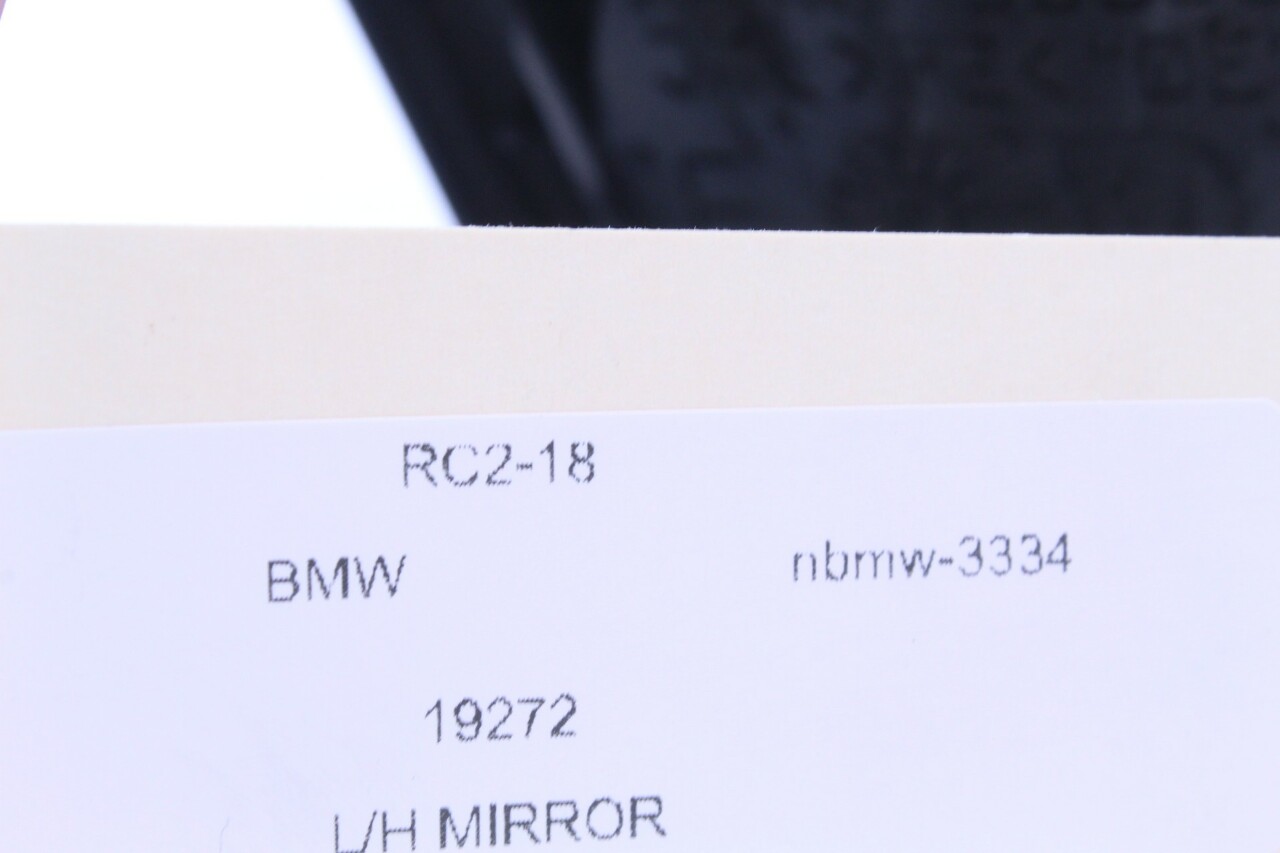 RC2-18
BMW nbmw-3334
19272
L/H MIRROR